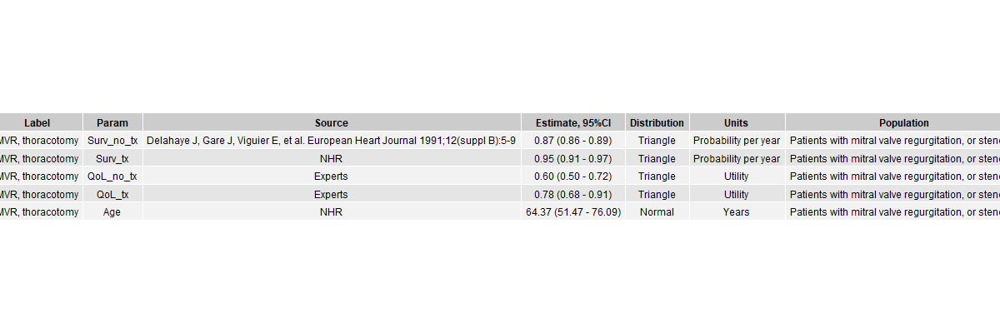 Label Param Source Estimate, 95%CI Distribution Units Population
MVR, thoracotomy Surv_no_tx Delahaye J, Gare J, Viguier E, et al. European Heart Journal 1991;12(suppl B):5-9 0.87 (0.86 - 0.89) Triangle Probability per year Patients with mitral valve regurgitation, or
MVR, thoracotomy Surv_tx NHR 0.95 (0.91 - 0.97) Triangle Probability per year Patients with mitral valve regurgitation, or
MVR, thoracotomy QoL_no_tx Experts 0.60 (0.50 - 0.72) Triangle Utility Patients with mitral valve regurgitation, or
MVR, thoracotomy QoL_tx Experts 0.78 (0.68 - 0.91) Triangle Utility Patients with mitral valve regurgitation, or
MVR, thoracotomy Age NHR 64.37 (51.47 - 76.09) Normal Years Patients with mitral valve regurgitation, or